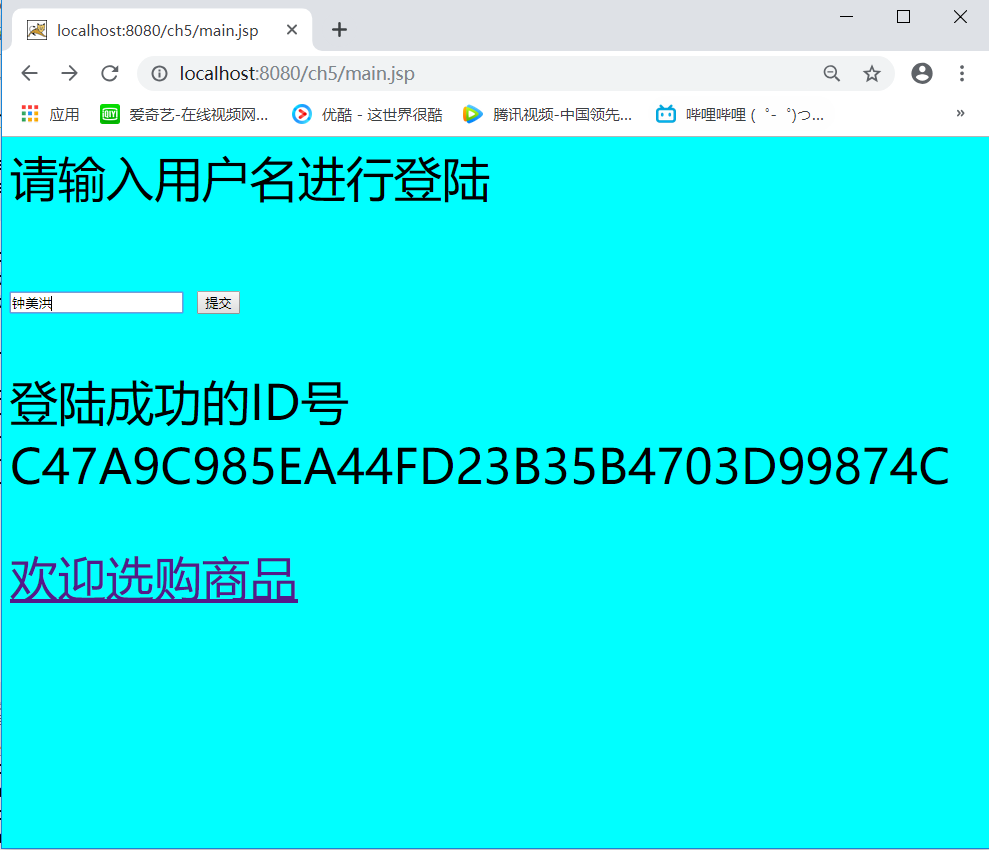 localhost:8080/ch5/main.jsp
localhost:8080/ch5/main.jsp
应用 爱奇艺-在线视频网... 优酷 - 这世界很酷 腾讯视频-中国领先... 哔哩哔哩 ( ゜- ゜)つ... »
请输入用户名进行登陆
钟美洪 提交
登陆成功的ID号
C47A9C985EA44FD23B35B4703D99874C
欢迎选购商品